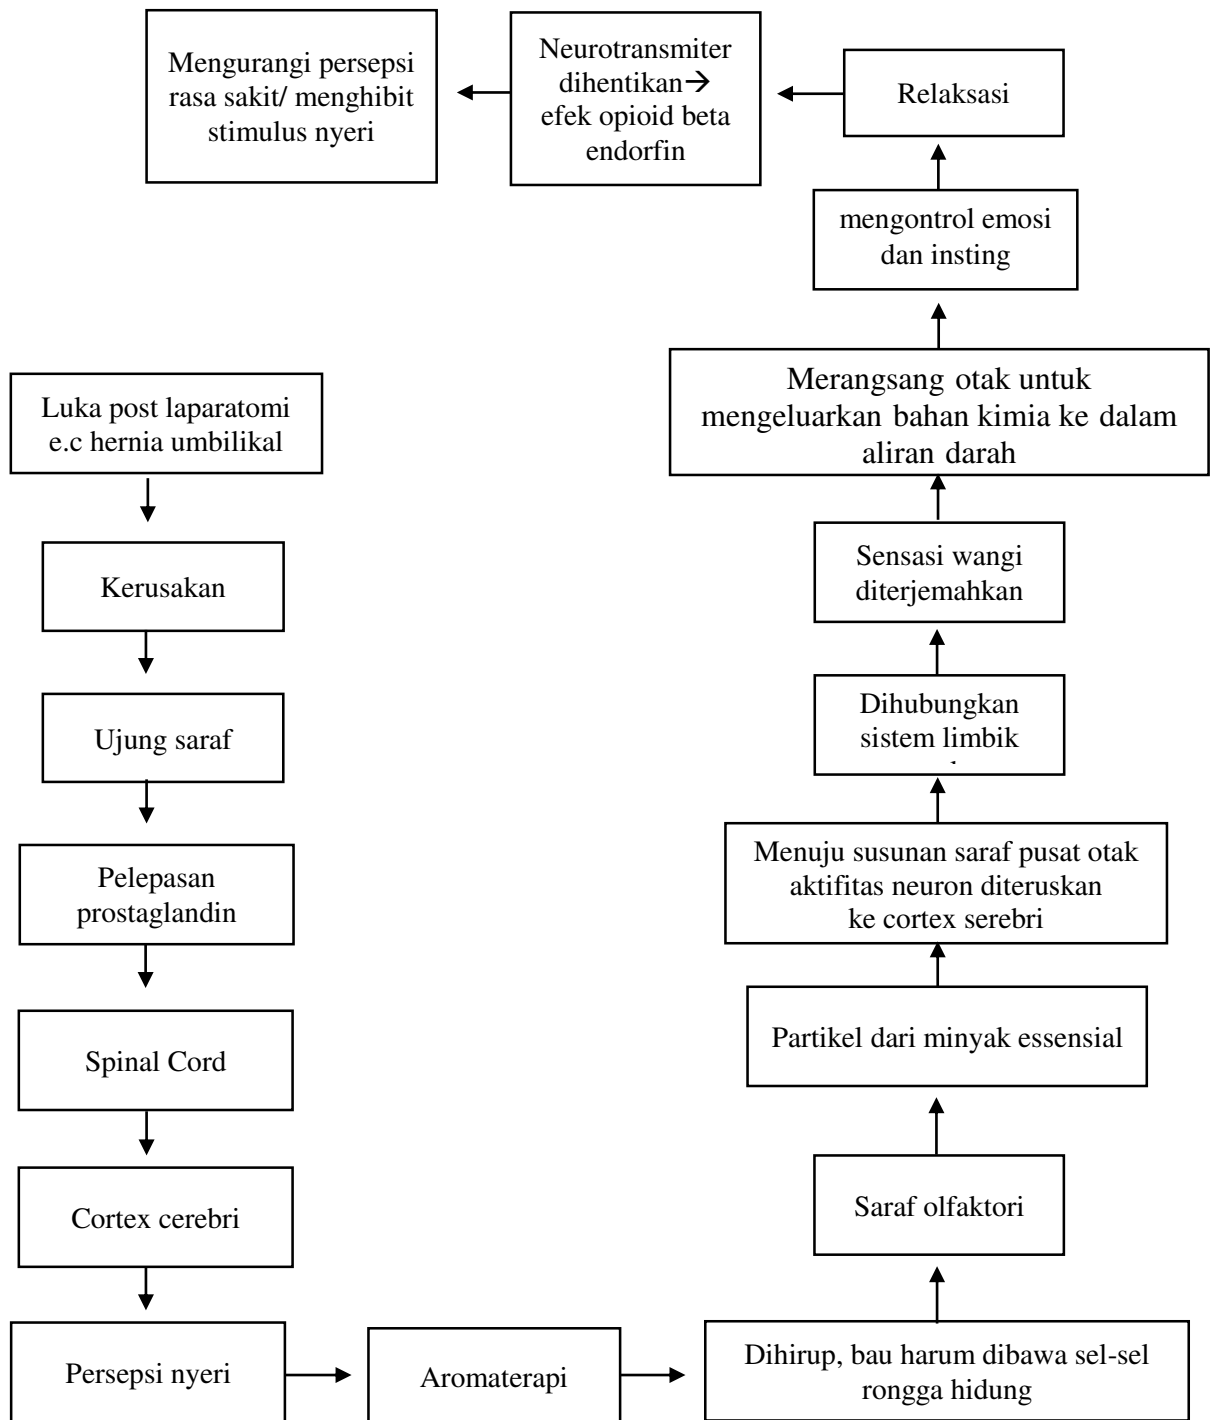 Mengurangi persepsi
rasa sakit/ menghibit
stimulus nyeri
Neurotransmiter
dihentikan→
efek opioid beta
endorfin
Relaksasi
mengontrol emosi
dan insting
Merangsang otak untuk
mengeluarkan bahan kimia ke dalam
aliran darah
Luka post laparatomi
e.c hernia umbilikal
Sensasi wangi
diterjemahkan
Kerusakan
Dihubungkan
sistem limbik
Ujung saraf
Menuju susunan saraf pusat otak
aktifitas neuron diteruskan
ke cortex serebri
Pelepasan
prostaglandin
Partikel dari minyak essensial
Spinal Cord
Saraf olfaktori
Cortex cerebri
Persepsi nyeri
Aromaterapi
Dihirup, bau harum dibawa sel-sel
rongga hidung